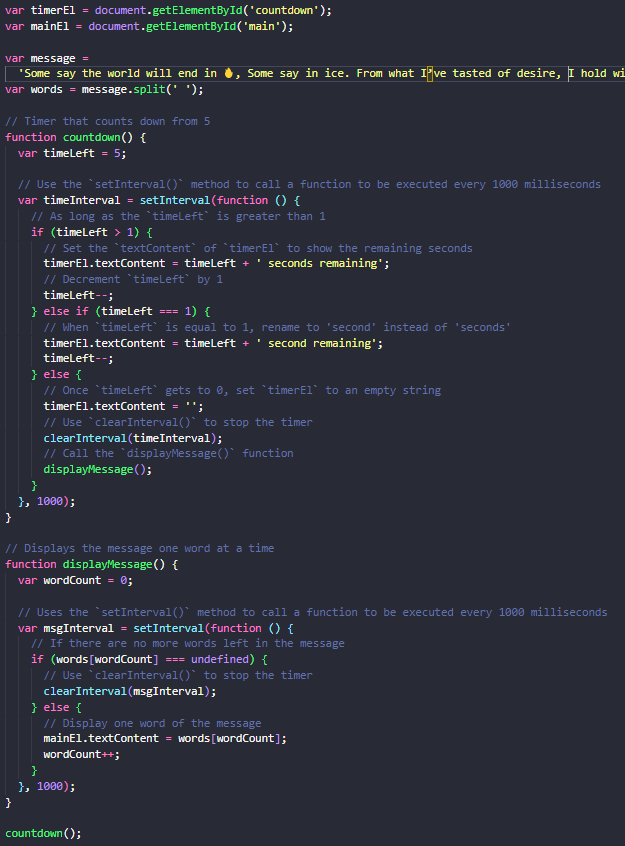 var timerEl = document.getElementById('countdown');
var mainEl = document.getElementById('main');

var message =
  'Some say the world will end in 🔥, Some say in ice. From what I’ve tasted of desire, I hold wi
var words = message.split(' ');

// Timer that counts down from 5
function countdown() {
  var timeLeft = 5;

  // Use the `setInterval()` method to call a function to be executed every 1000 milliseconds
  var timeInterval = setInterval(function () {
    // As long as the `timeLeft` is greater than 1
    if (timeLeft > 1) {
      // Set the `textContent` of `timerEl` to show the remaining seconds
      timerEl.textContent = timeLeft + ' seconds remaining';
      // Decrement `timeLeft` by 1
      timeLeft--;
    } else if (timeLeft === 1) {
      // When `timeLeft` is equal to 1, rename to 'second' instead of 'seconds'
      timerEl.textContent = timeLeft + ' second remaining';
      timeLeft--;
    } else {
      // Once `timeLeft` gets to 0, set `timerEl` to an empty string
      timerEl.textContent = '';
      // Use `clearInterval()` to stop the timer
      clearInterval(timeInterval);
      // Call the `displayMessage()` function
      displayMessage();
    }
  }, 1000);
}

// Displays the message one word at a time
function displayMessage() {
  var wordCount = 0;

  // Uses the `setInterval()` method to call a function to be executed every 1000 milliseconds
  var msgInterval = setInterval(function () {
    // If there are no more words left in the message
    if (words[wordCount] === undefined) {
      // Use `clearInterval()` to stop the timer
      clearInterval(msgInterval);
    } else {
      // Display one word of the message
      mainEl.textContent = words[wordCount];
      wordCount++;
    }
  }, 1000);
}

countdown();